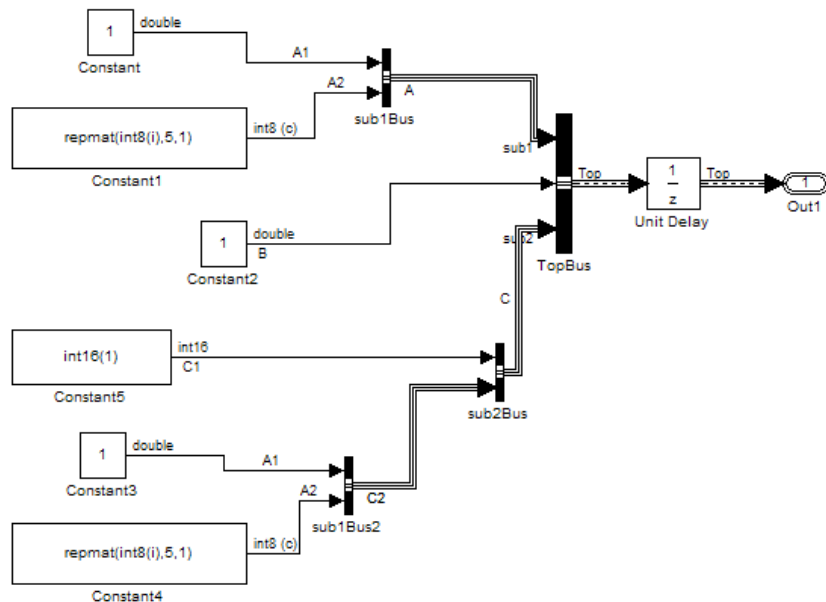 1
double
Constant
A1
A2
repmat(int8(i),5,1)
int8 (c)
Constant1
sub1Bus
A
sub1
1
double
B
Constant2
sub2
TopBus
Top
1
z
Unit Delay
Top
1
Out1
C
int16(1)
int16
C1
Constant5
sub2Bus
1
double
Constant3
A1
A2
C2
sub1Bus2
repmat(int8(i),5,1)
int8 (c)
Constant4